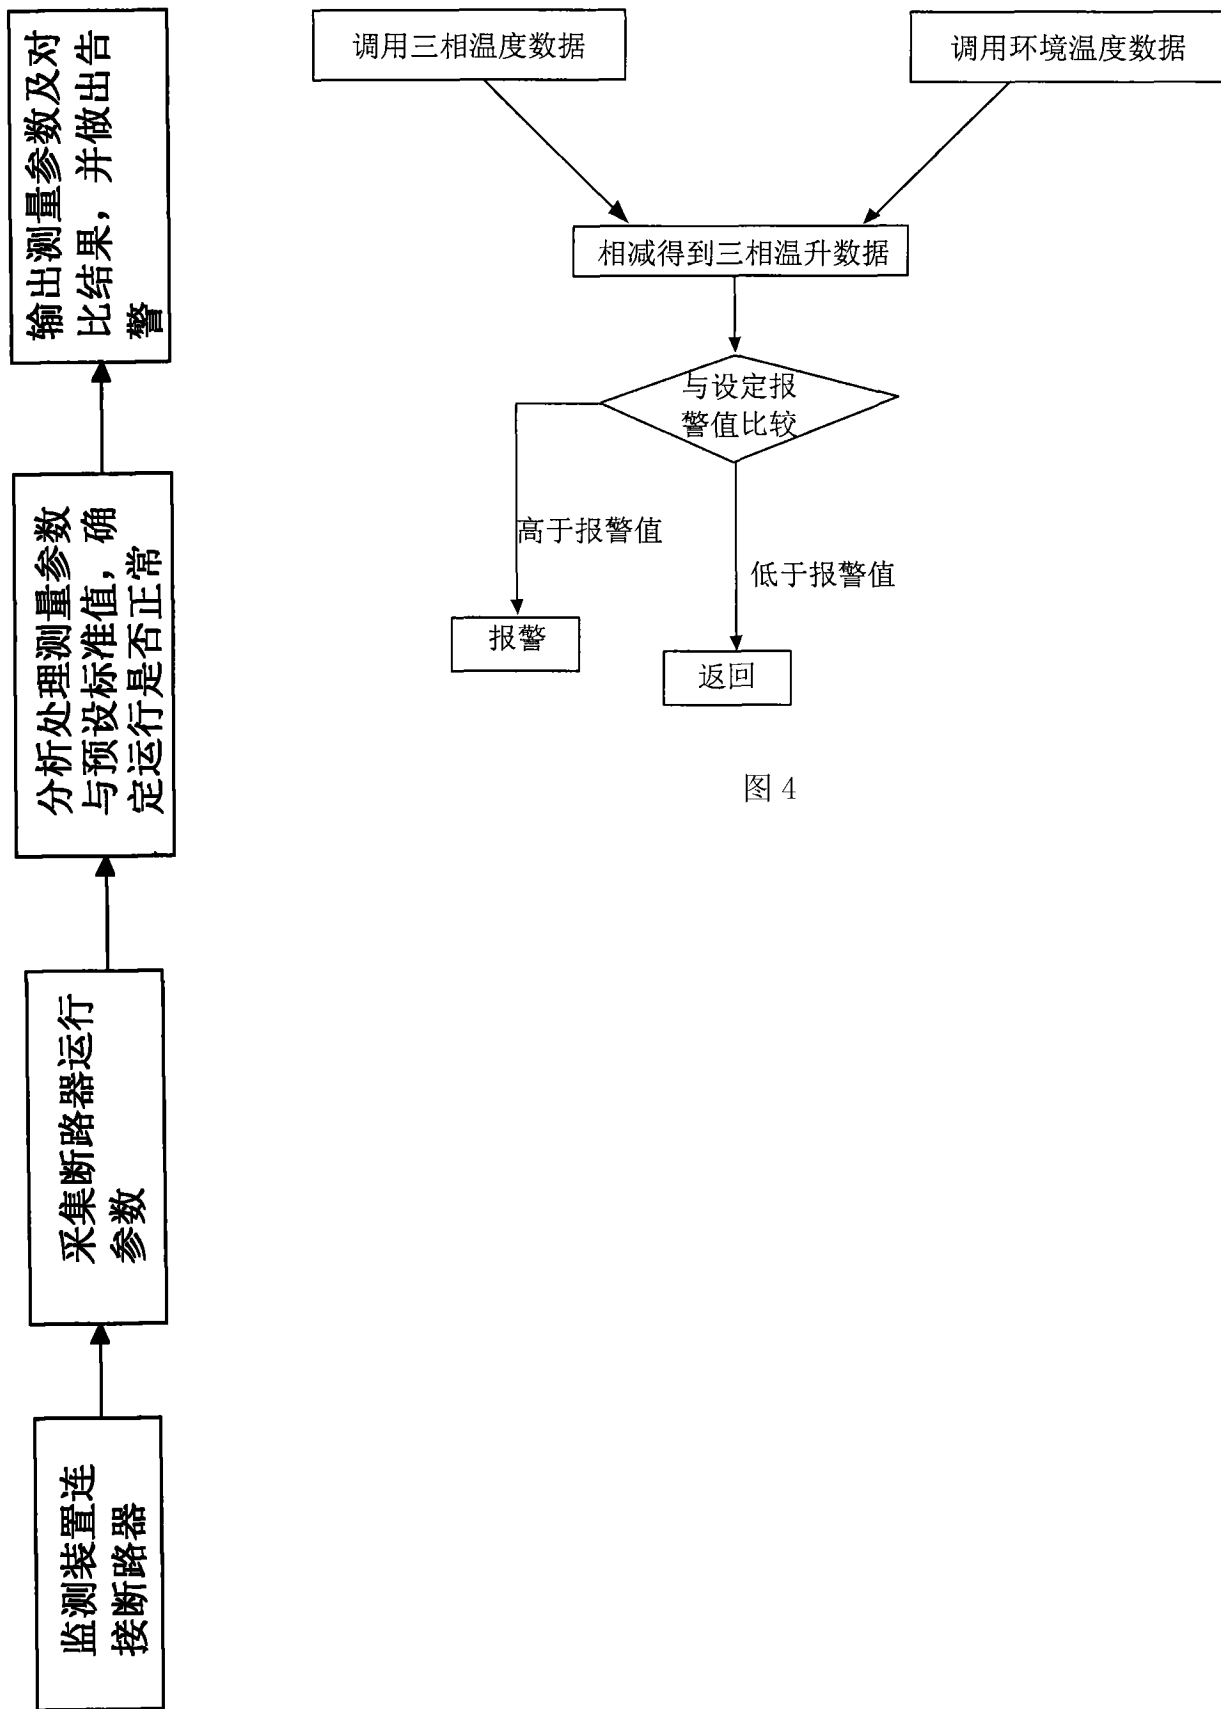 监测装置连
接断路器
采集断路器运行
参数
分析处理测量参数
与预设标准值，确
定运行是否正常
输出测量参数及对
比结果，并做出告
警
调用三相温度数据
调用环境温度数据
相减得到三相温升数据
与设定报
警值比较
高于报警值
低于报警值
报警
返回
图 4